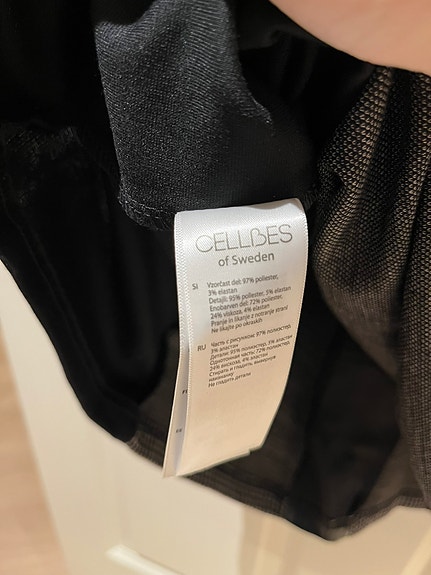 CELLBES
of Sweden
SI Vzorčast del: 97% poliester,
3% elastan
Detajli: 95% poliester, 5% elastan
Enobarven del: 72% poliester,
24% viskoza, 4% elastan
Pranje in likanje z notranje strani
Ne likajte po okraskih
RU Часть с рисунком: 97% полиэстер,
3% эластан
Детали: 95% полиэстер, 5% эластан
Однотонная часть: 72% полиэстер,
24% вискоза, 4% эластан
Стирать и гладить, вывернув
наизнанку
Не гладить детали
FI